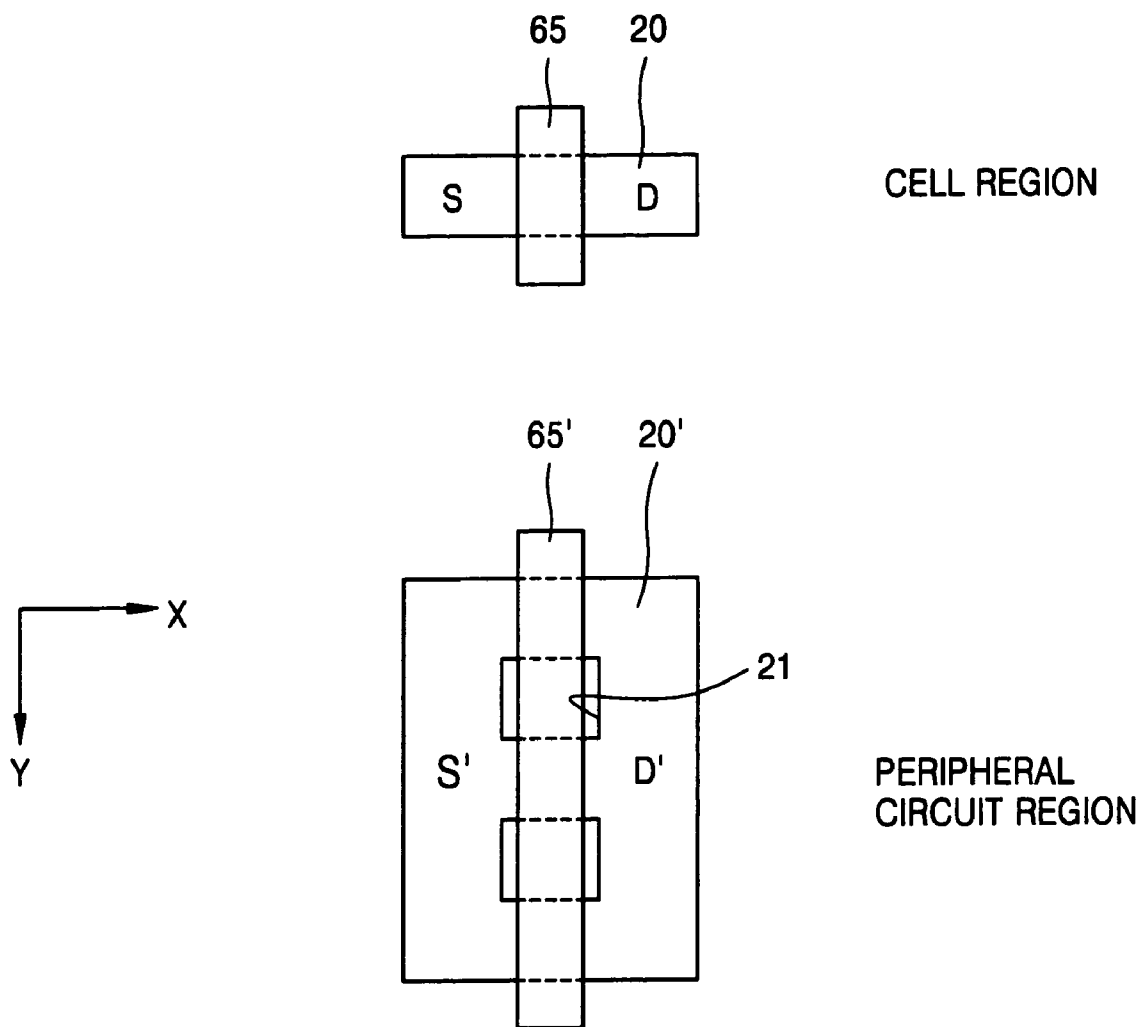 65 20
S D
CELL REGION
65' 20'
X
Y
21
S' D'
PERIPHERAL
CIRCUIT REGION